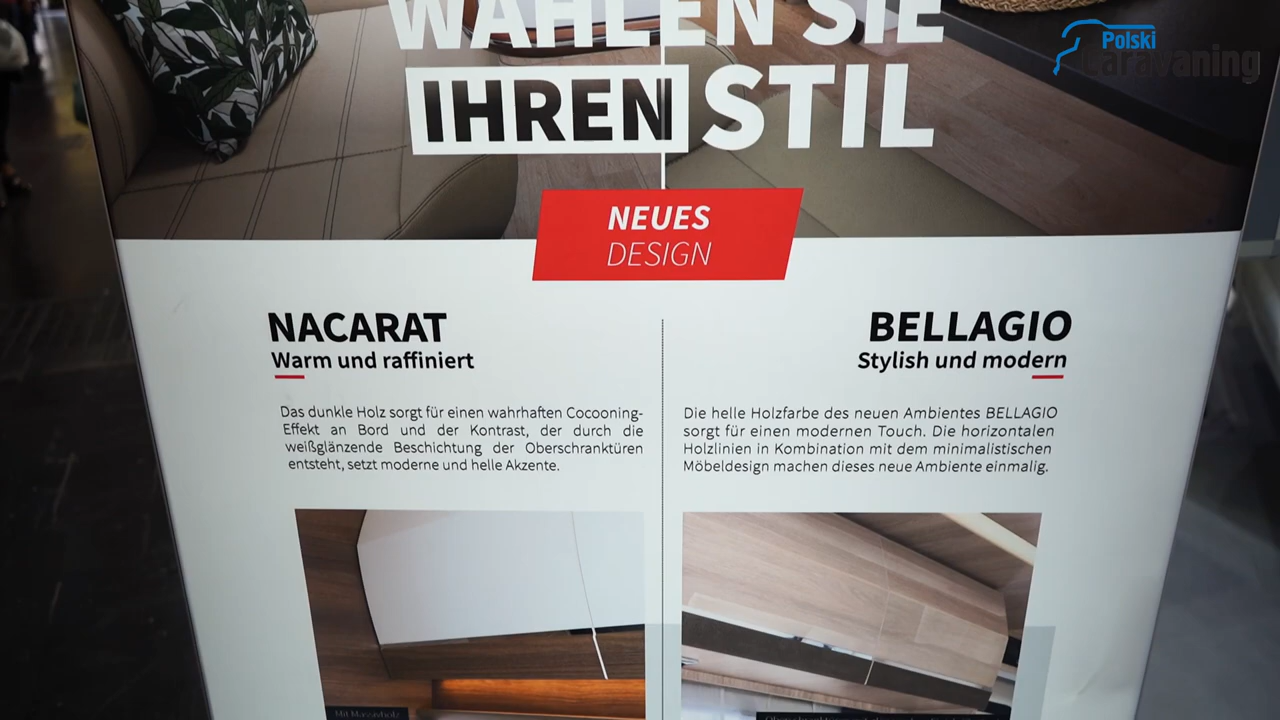 WÄHLEN SIE
IHREN STIL
Polski
Caravaning
NEUES
DESIGN
NACARAT
Warm und raffiniert
Das dunkle Holz sorgt für einen wahrhaften Cocooning-
Effekt an Bord und der Kontrast, der durch die
weißglänzende Beschichtung der Oberschranktüren
entsteht, setzt moderne und helle Akzente.
BELLAGIO
Stylish und modern
Die helle Holzfarbe des neuen Ambientes BELLAGIO
sorgt für einen modernen Touch. Die horizontalen
Holzlinien in Kombination mit dem minimalistischen
Möbeldesign machen dieses neue Ambiente einmalig.
Mit Masserholz